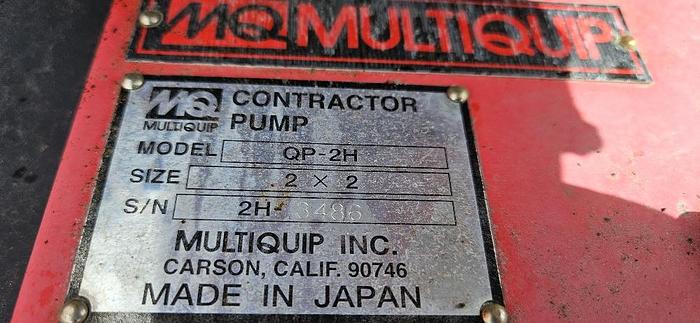 MQ MULTIQUIP
MQ CONTRACTOR
MULTIQUIP PUMP
MODEL QP-2H
SIZE 2 × 2
S/N 2H-3486
MULTIQUIP INC.
CARSON, CALIF. 90746
MADE IN JAPAN